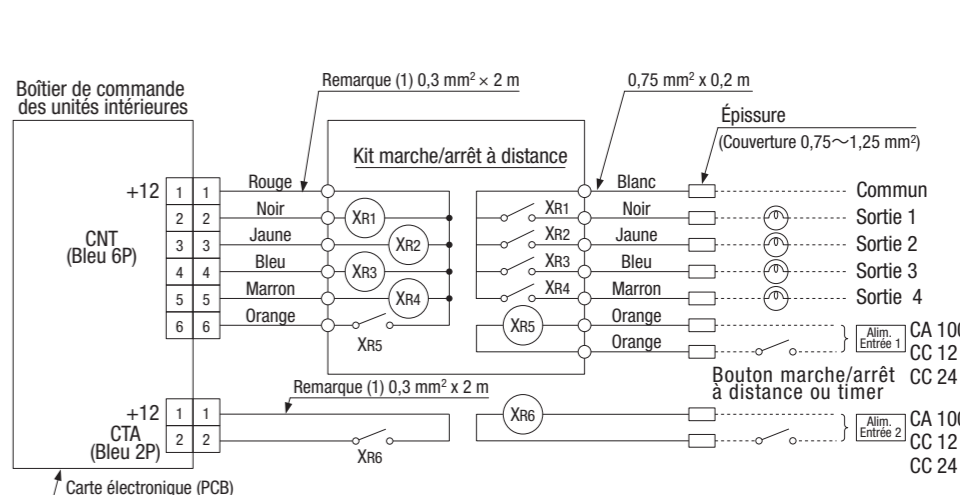 Boîtier de commande
des unités intérieures
Remarque (1) 0,3 mm² × 2 m
0,75 mm² x 0,2 m
Épissure
(Couverture 0,75～1,25 mm²)
Kit marche/arrêt à distance
CNT
(Bleu 6P)
+12 1 1 Rouge
2 2 Noir XR1
3 3 Jaune XR2
4 4 Bleu XR3
5 5 Marron XR4
6 6 Orange
XR5
Blanc Commun
XR1 Noir Sortie 1
XR2 Jaune Sortie 2
XR3 Bleu Sortie 3
XR4 Marron Sortie 4
XR5 Orange
Orange
Alim.
Entrée 1
CA 100
CC 12
CC 24
Bouton marche/arrêt
à distance ou timer
Remarque (1) 0,3 mm² x 2 m
+12 1 1
CTA 2 2
(Bleu 2P)
XR6
XR6
Alim.
Entrée 2
CA 100
CC 12
CC 24
Carte électronique (PCB)